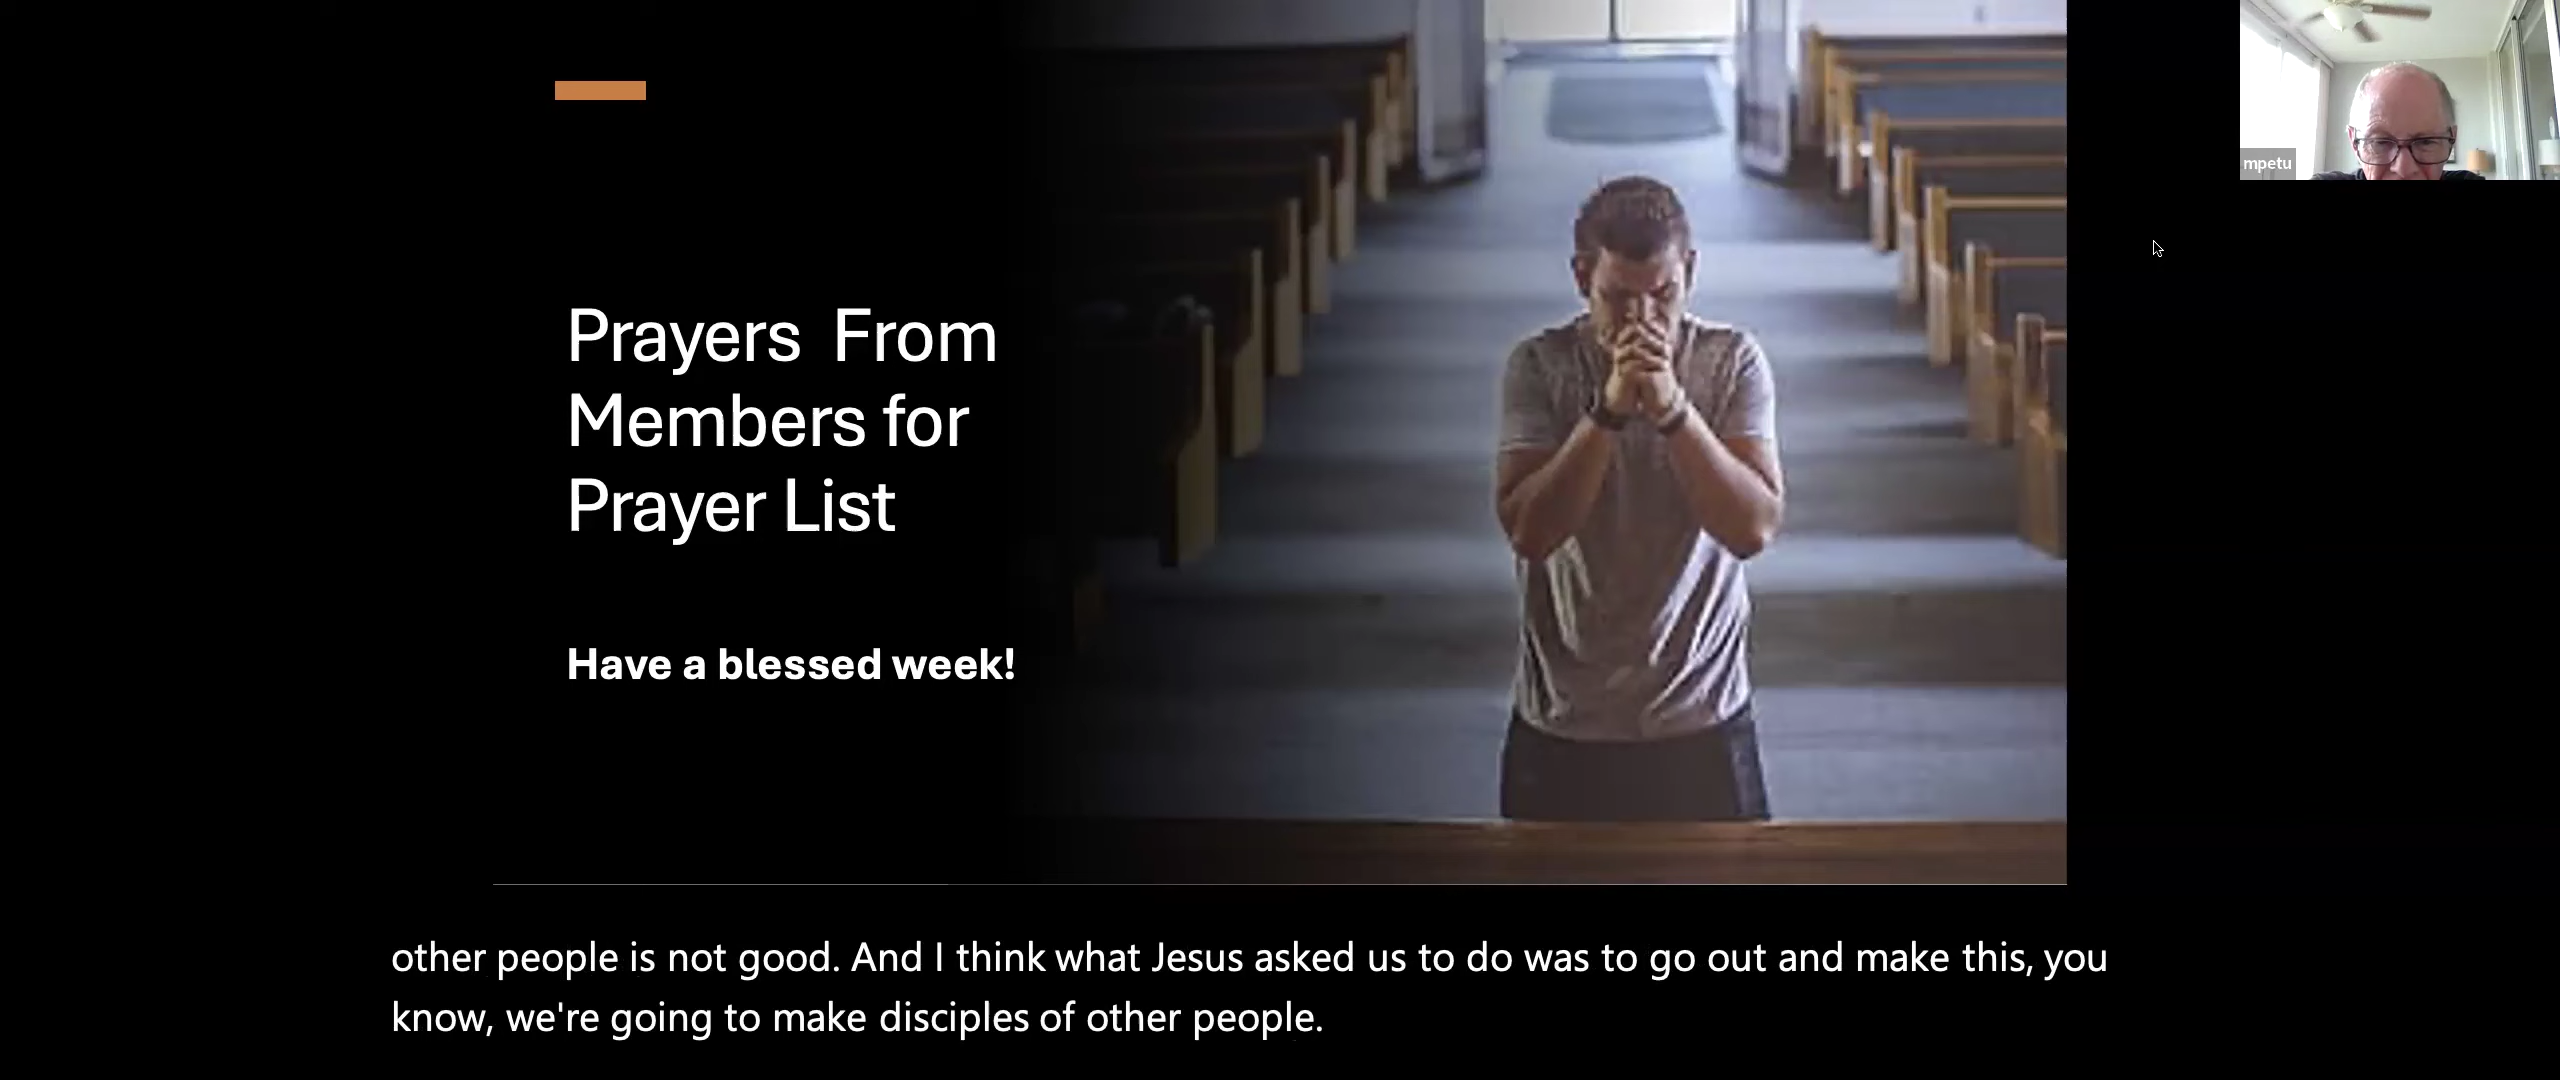 Prayers  From
Members for
Prayer List
Have a blessed week!
mpetu
other people is not good. And I think what Jesus asked us to do was to go out and make this, you
know, we're going to make disciples of other people.